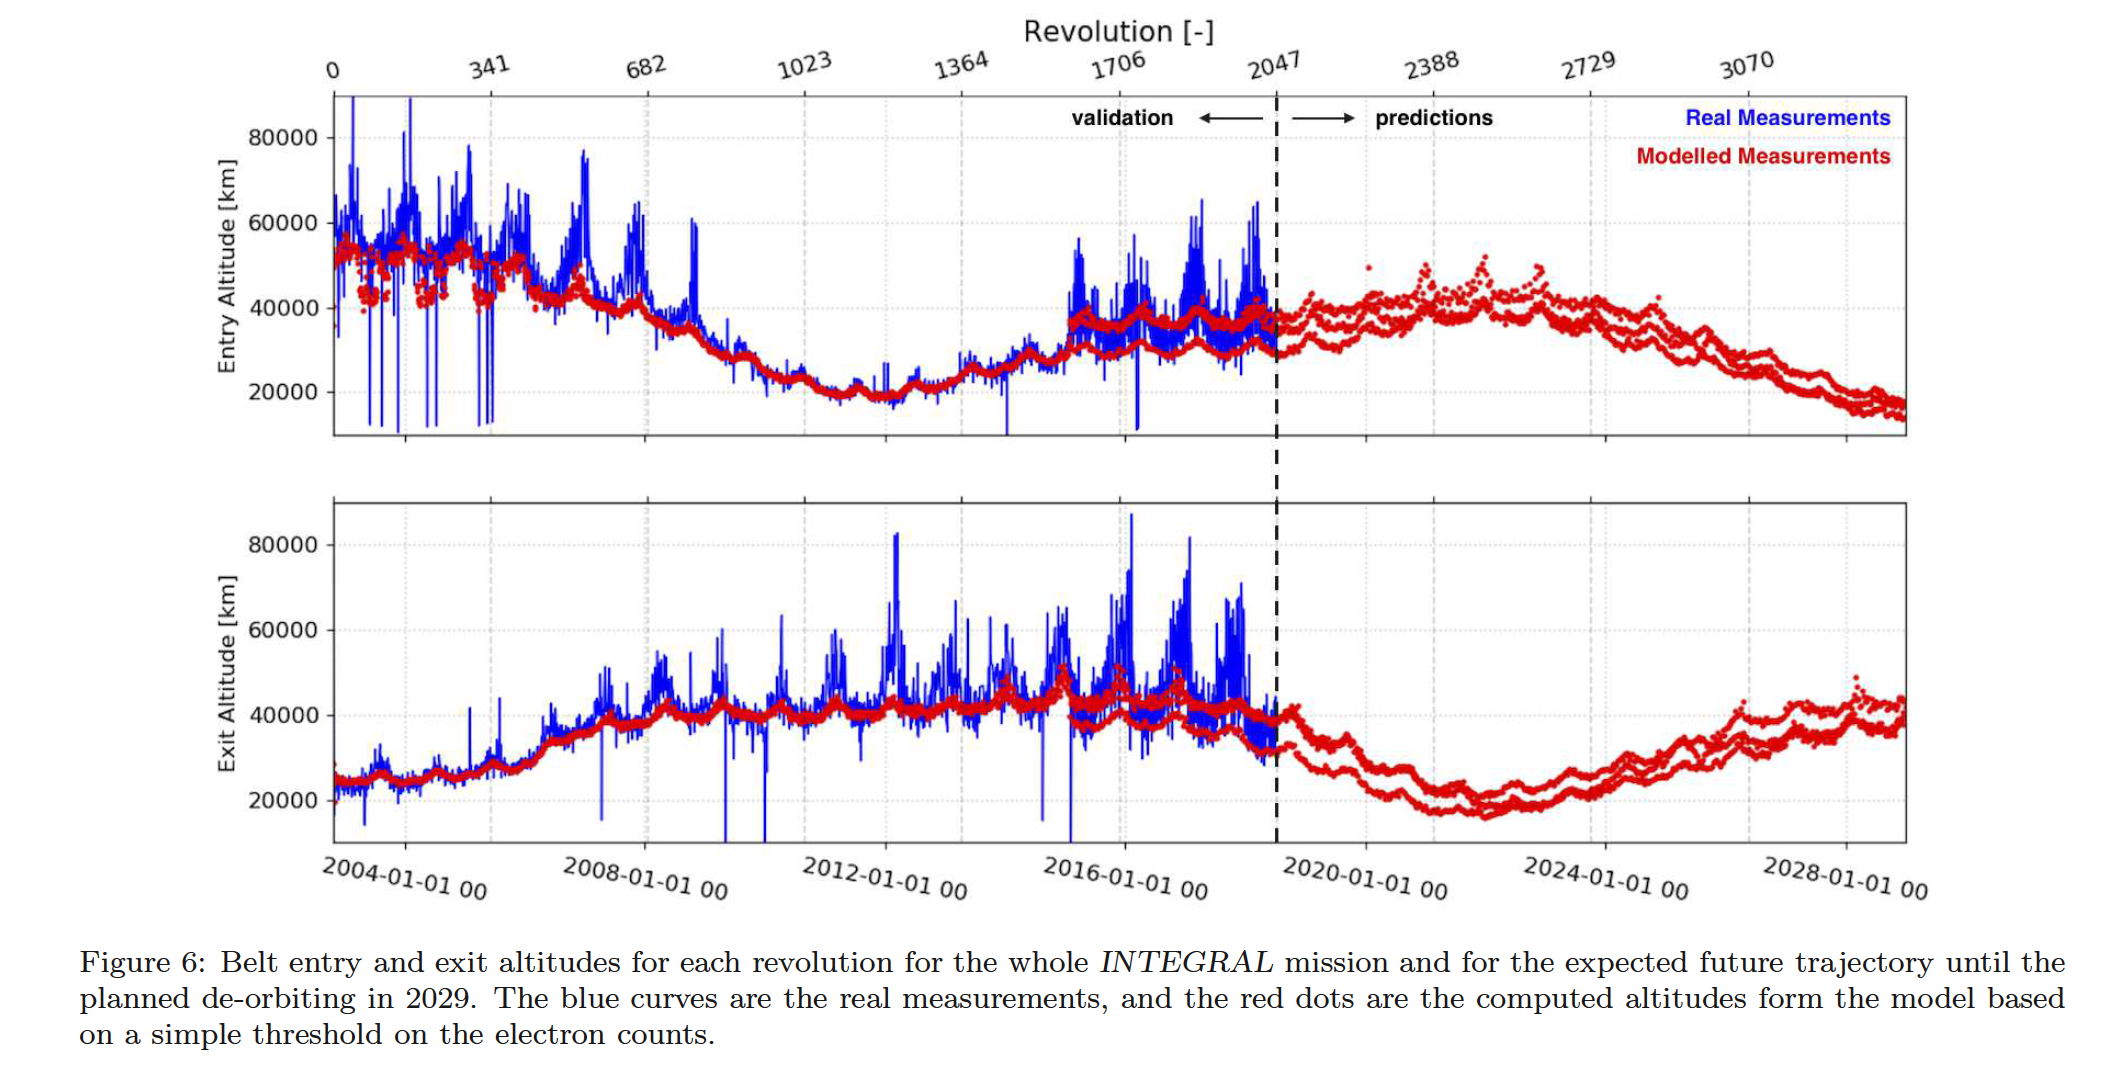 Revolution [-]
0 341 682 1023 1364 1706 2047 2388 2729 3070
validation predictions Real Measurements
Modelled Measurements
Entry Altitude [km]
80000
60000
40000
20000
Exit Altitude [km]
80000
60000
40000
20000
2004-01-01 00 2008-01-01 00 2012-01-01 00 2016-01-01 00 2020-01-01 00 2024-01-01 00 2028-01-01 00
Figure 6: Belt entry and exit altitudes for each revolution for the whole INTEGRAL mission and for the expected future trajectory until the
planned de-orbiting in 2029. The blue curves are the real measurements, and the red dots are the computed altitudes form the model based
on a simple threshold on the electron counts.